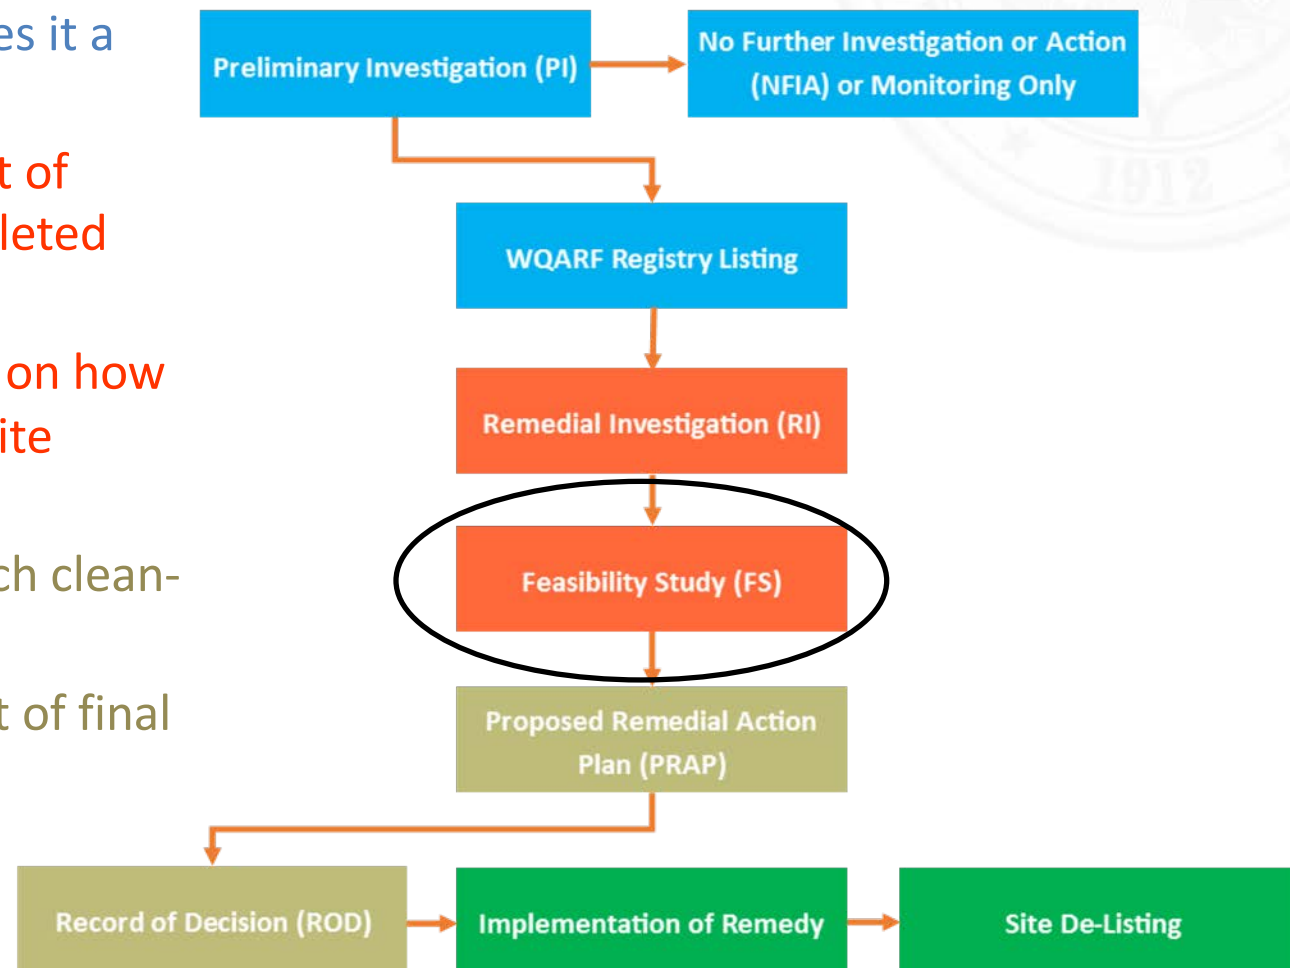 es it a
t of
leted
on how
ite
ch clean-
t of final
Preliminary Investigation (PI)
No Further Investigation or Action
(NFIA) or Monitoring Only
1912
WQARF Registry Listing
Remedial Investigation (RI)
Feasibility Study (FS)
Proposed Remedial Action
Plan (PRAP)
Record of Decision (ROD)
Implementation of Remedy
Site De-Listing